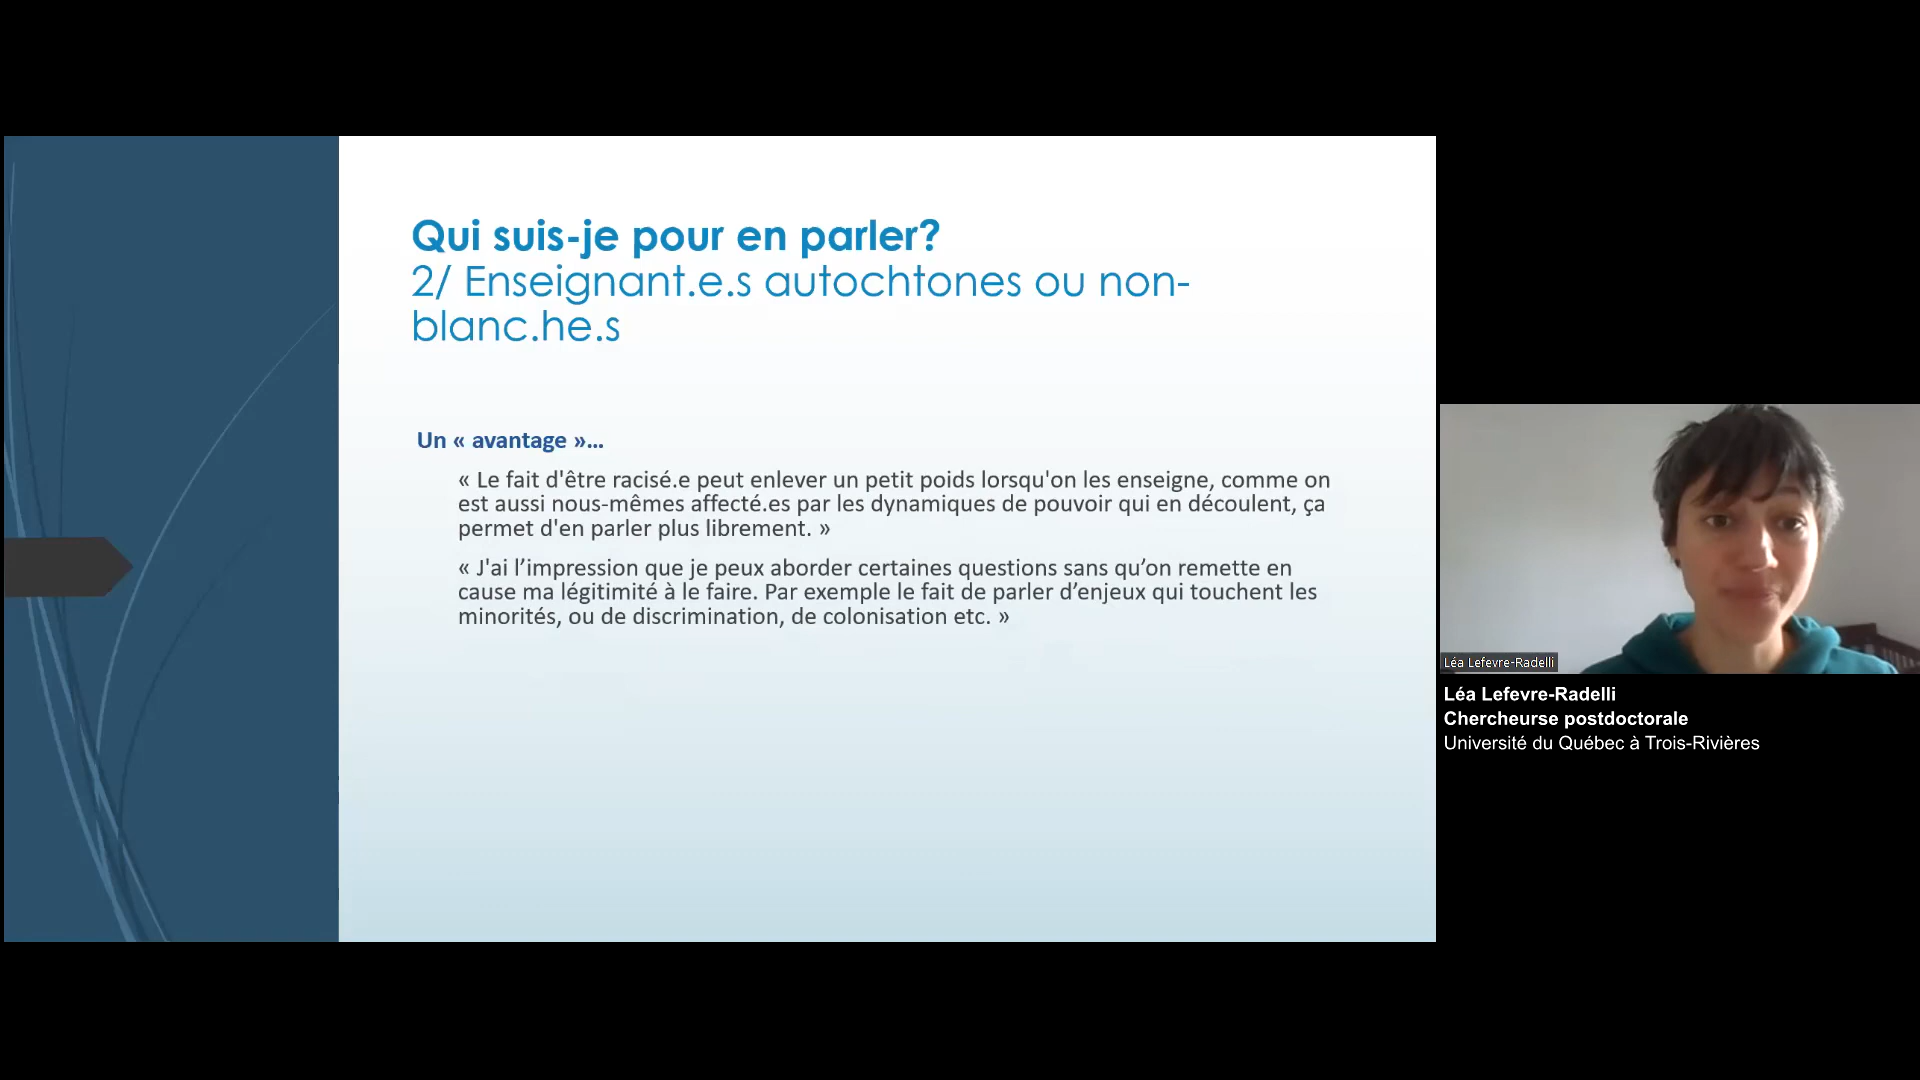 Qui suis-je pour en parler?
2/ Enseignant.e.s autochtones ou non-
blanc.he.s
Un « avantage »...
« Le fait d'être racisé.e peut enlever un petit poids lorsqu'on les enseigne, comme on
est aussi nous-mêmes affecté.es par les dynamiques de pouvoir qui en découlent, ça
permet d'en parler plus librement. »
« J'ai l’impression que je peux aborder certaines questions sans qu’on remette en
cause ma légitimité à le faire. Par exemple le fait de parler d’enjeux qui touchent les
minorités, ou de discrimination, de colonisation etc. »
Léa Lefevre-Radelli
Léa Lefevre-Radelli
Chercheurse postdoctorale
Université du Québec à Trois-Rivières